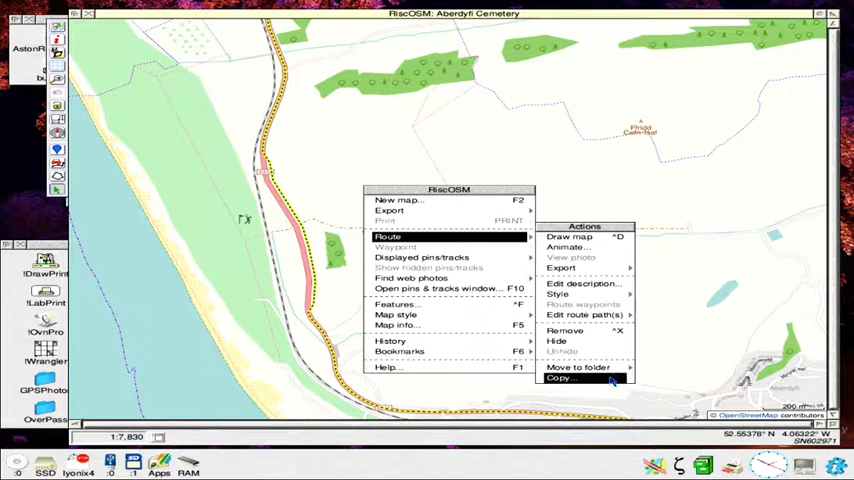 RiscOSM: Aberdyfi Cemetery
Ffridd
RiscOSM
New map... F2
Export
Print PRINT
Route
Waypoint
Displayed pins/tracks
Show hidden pins/tracks
Find web photos
Open pins & tracks window... F10
Features... ^F
Map style
Map info... F5
History
Bookmarks F6
Help... F1
Actions
Draw map ^D
Animate...
View photo
Export
Edit description...
Style
Route waypoints
Edit route path(s)
Remove ^X
Hide
Unhide
Move to folder
Copy...
!DrawPrint
!LabPrint
!OvnPro
!Wrangler
GPSPhoto
OverPass
Aberdyfi
200 m
© OpenStreetMap contributors
1:7,830
52.55378° N 4.06322° W
SN602971
:0
SSD
Iyonix4
:0
:1
Apps
RAM